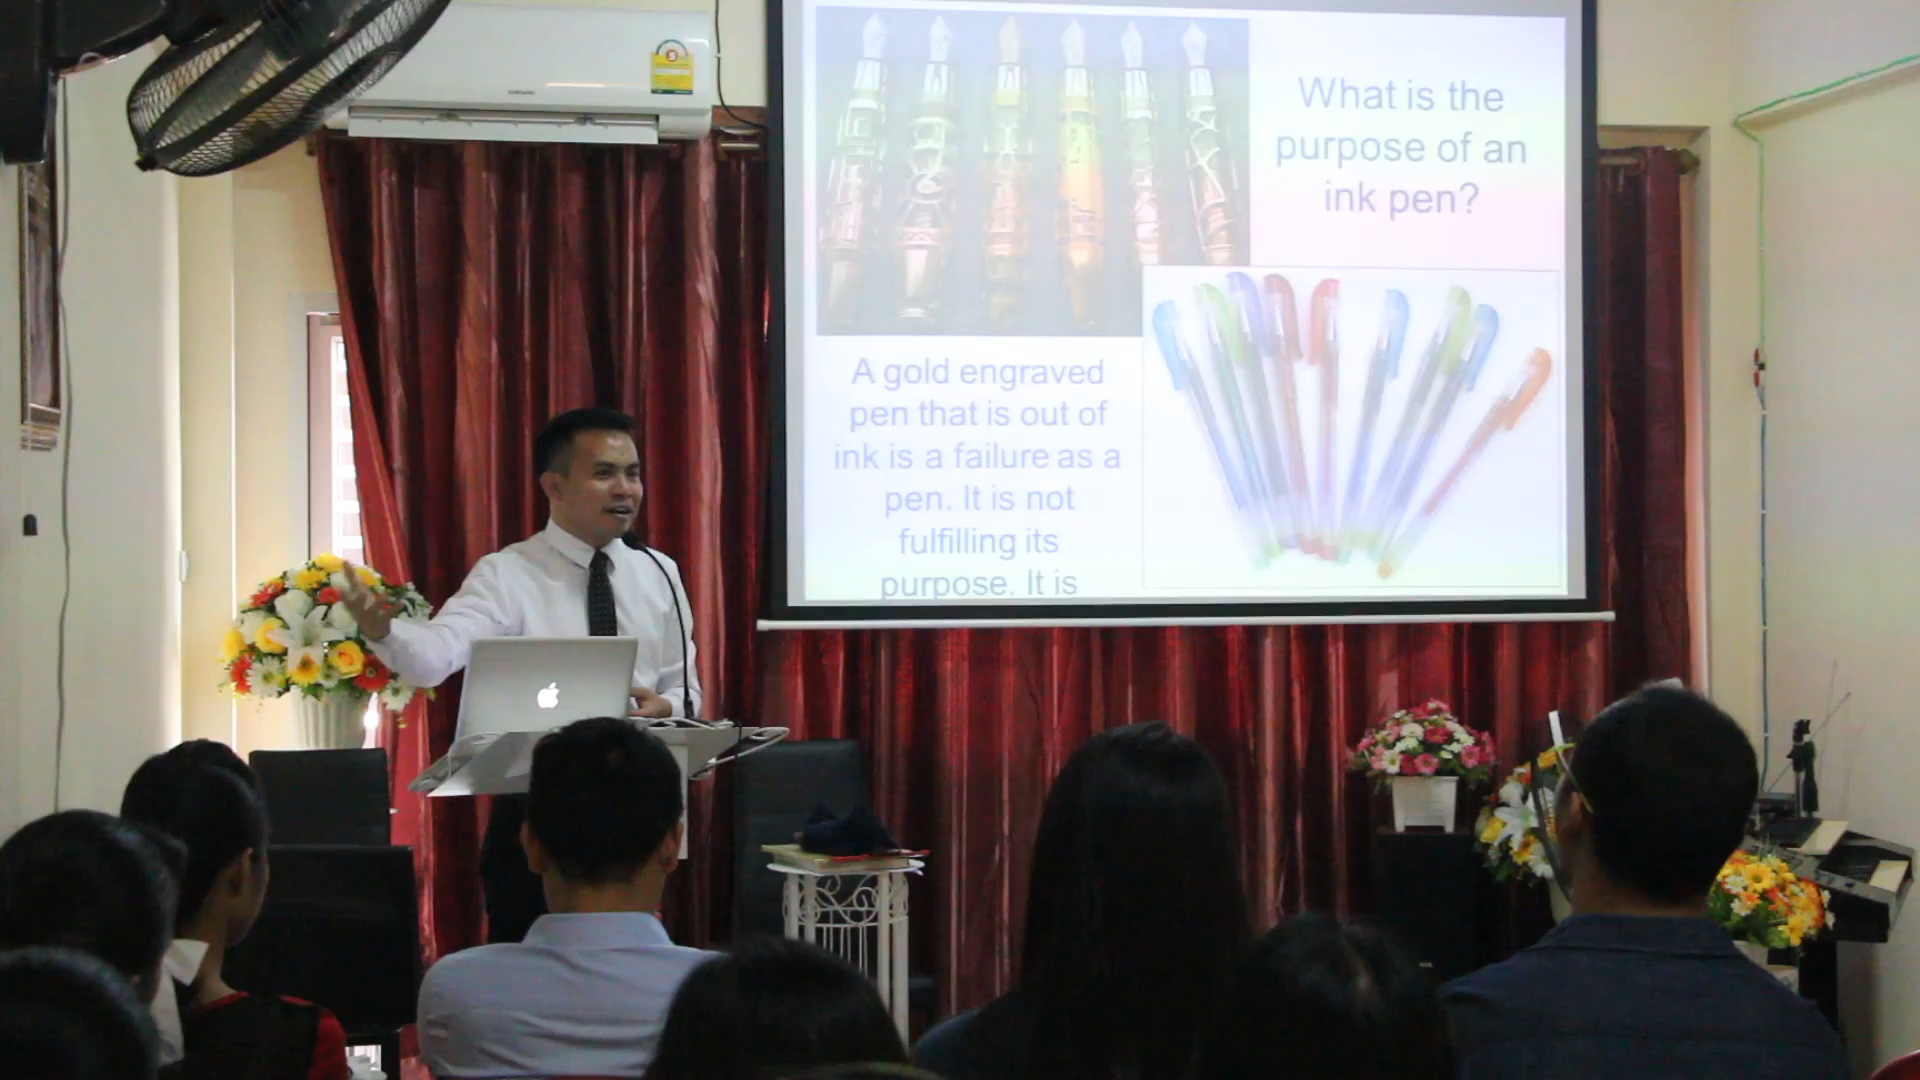 SAMSUNG
What is the
purpose of an
ink pen?
A gold engraved
pen that is out of
ink is a failure as a
pen. It is not
fulfilling its
purpose. It is